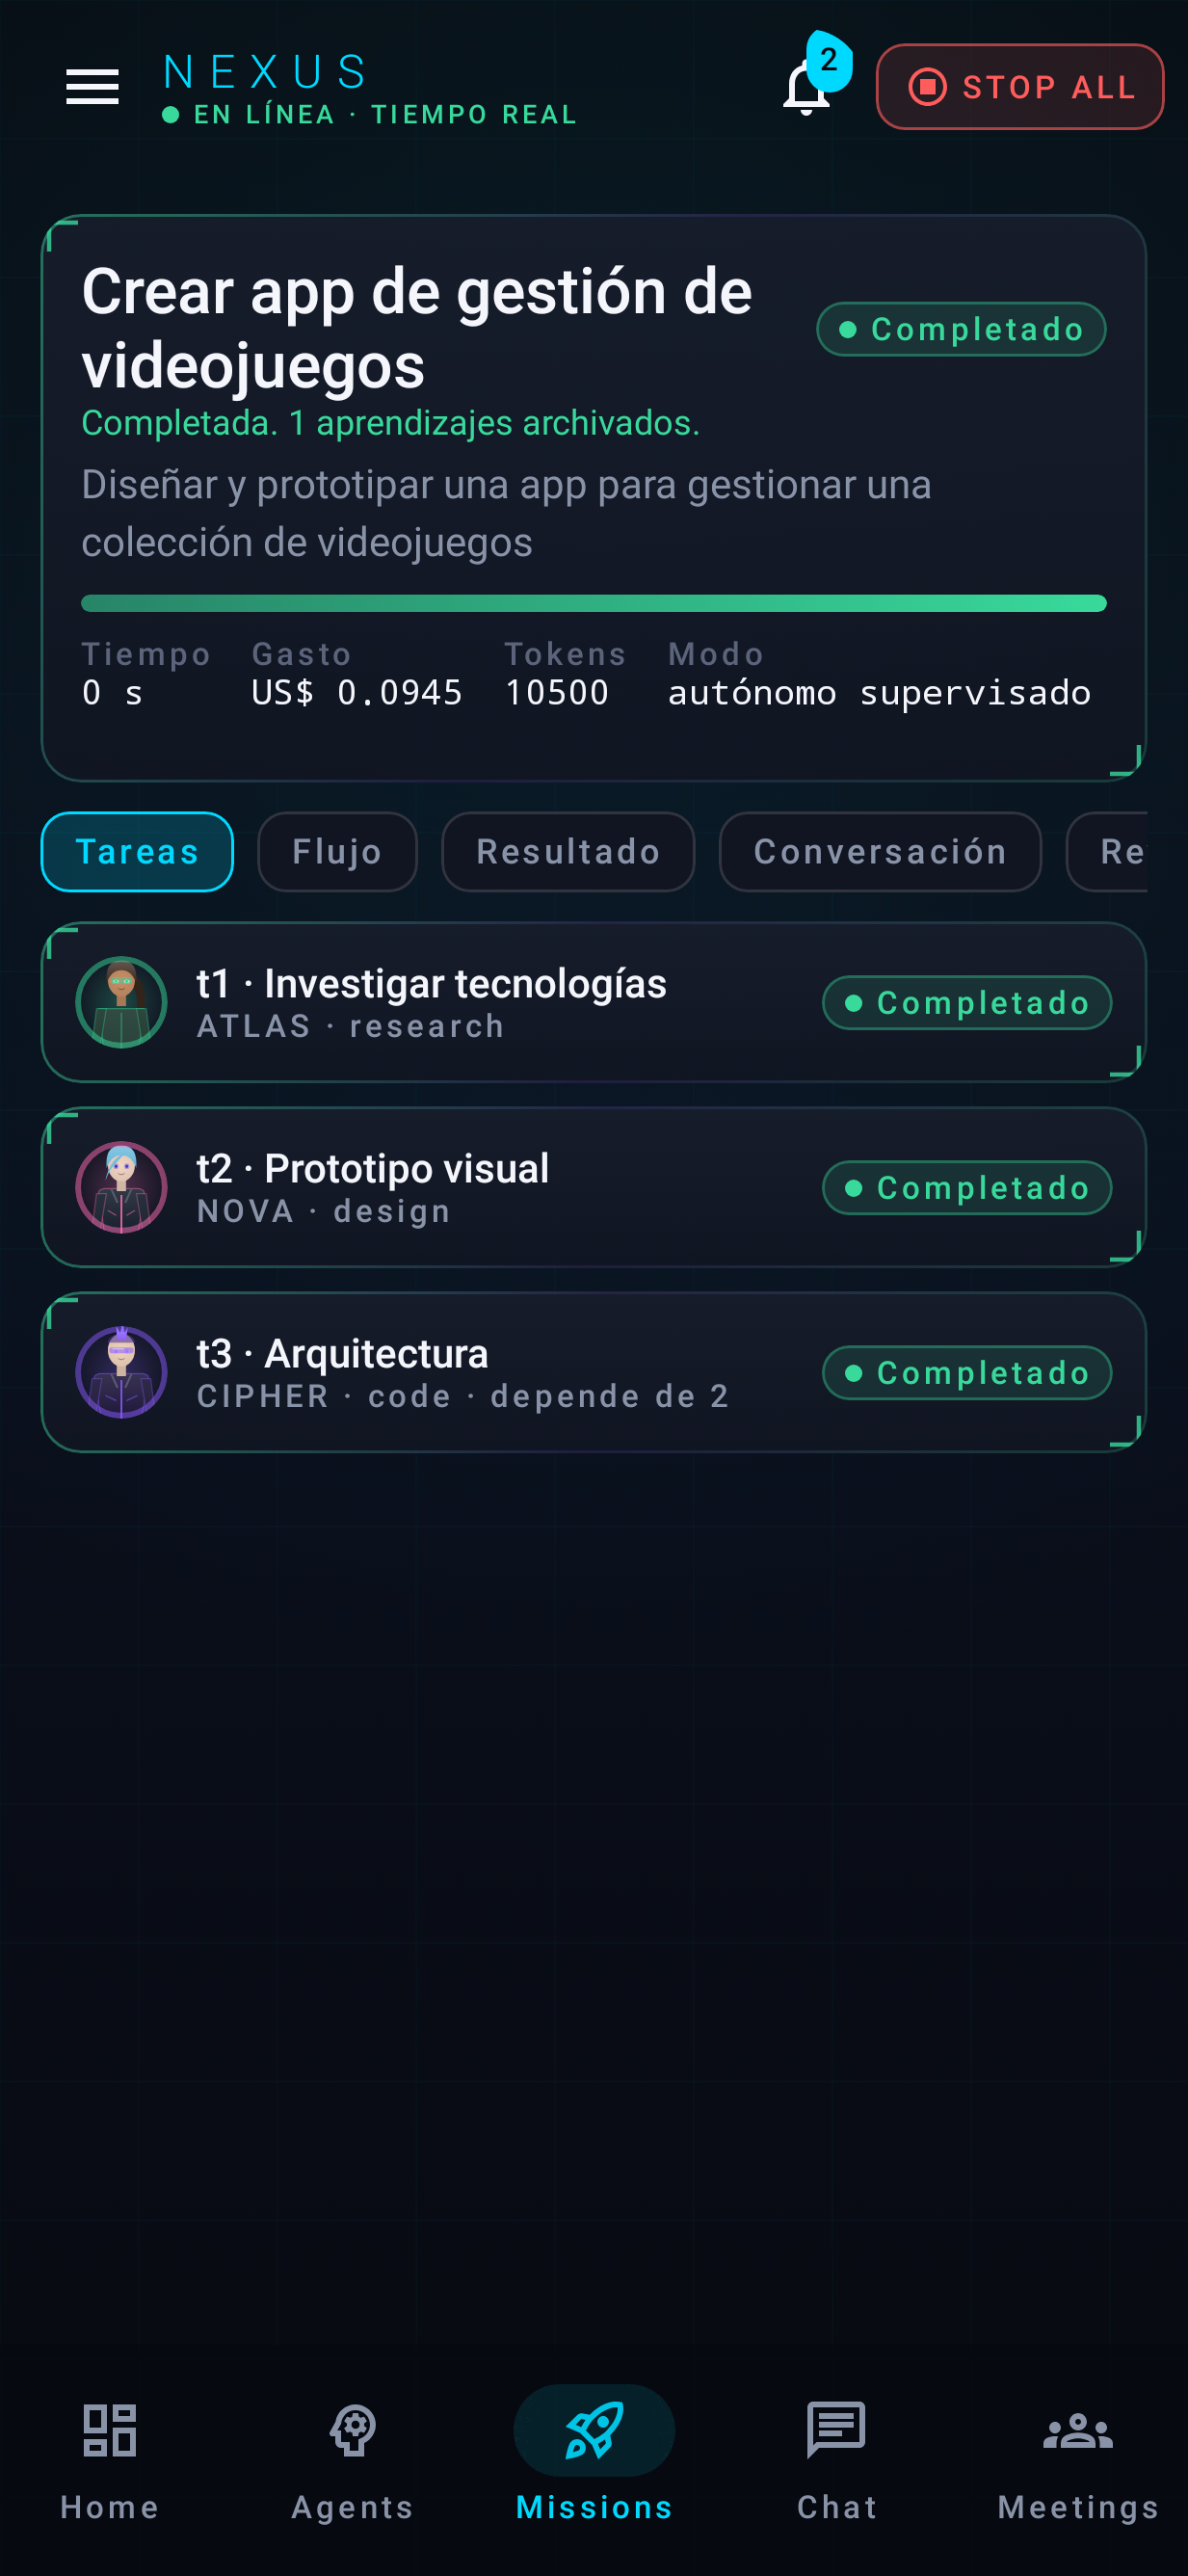 NEXUS
EN LÍNEA · TIEMPO REAL
2
STOP ALL
Crear app de gestión de
videojuegos
Completado
Completada. 1 aprendizajes archivados.
Diseñar y prototipar una app para gestionar una
colección de videojuegos
Tiempo Gasto Tokens Modo
0 s US$ 0.0945 10500 autónomo supervisado
Tareas Flujo Resultado Conversación Re
t1 · Investigar tecnologías
ATLAS · research
Completado
t2 · Prototipo visual
NOVA · design
Completado
t3 · Arquitectura
CIPHER · code · depende de 2
Completado
Home Agents Missions Chat Meetings